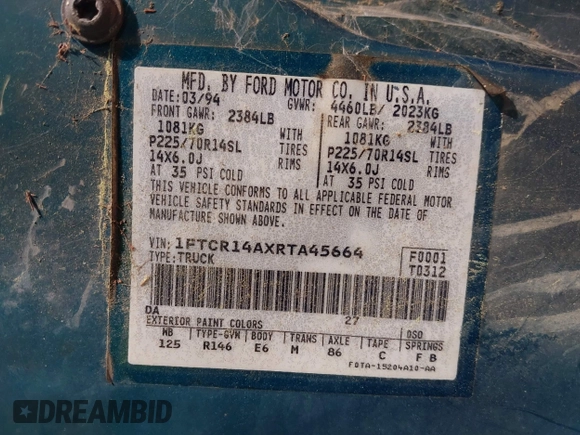 MFD. BY FORD MOTOR CO. IN U.S.A.
DATE: 03/94 GVWR: 4460LB/ 2023KG
FRONT GAWR: 2384LB REAR GAWR: 2384LB
1081KG WITH 1081KG WITH
P225/70R14SL TIRES P225/70R14SL TIRES
14X6.0J RIMS 14X6.0J RIMS
AT 35 PSI COLD AT 35 PSI COLD
THIS VEHICLE CONFORMS TO ALL APPLICABLE FEDERAL MOTOR
VEHICLE SAFETY STANDARDS IN EFFECT ON THE DATE OF
MANUFACTURE SHOWN ABOVE.
VIN: 1FTCR14AXRTA45664 F0001
TYPE: TRUCK T0312
DA 27
EXTERIOR PAINT COLORS DSO
WB TYPE-GVW BODY TRANS AXLE TAPE SPRINGS
125 R146 E6 M 86 C F B
F0TA-15204A10-AA
DREAMBID